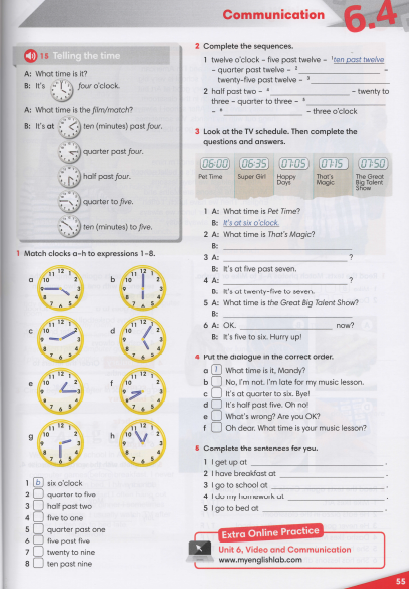 Communication 6.4
15 Telling the time
A: What time is it?
B: It's four o'clock.
A: What time is the film/match?
B: It's at ten (minutes) past four.
quarter past four.
half past four.
quarter to five.
ten (minutes) to five.
1 Match clocks a-h to expressions 1-8.
a b
c d
e f
g h
1 b six o'clock
2 quarter to five
3 half past two
4 five to one
5 quarter past one
6 five past five
7 twenty to nine
8 ten past nine
2 Complete the sequences.
1 twelve o'clock – five past twelve – 1 ten past twelve
– quarter past twelve – 2 –
twenty-five past twelve – 3
2 half past two – 4 – twenty to
three – quarter to three – 5
– 6 – three o'clock
3 Look at the TV schedule. Then complete the
questions and answers.
06:00 06:35 07:05 07:15 07:50
Pet Time Super Girl Happy Days That's Magic The Great Big Talent Show
1 A: What time is Pet Time?
B: It's at six o'clock.
2 A: What time is That's Magic?
B:
3 A: ?
B: It's at five past seven.
4 A: ?
B: It's at twenty-five to seven.
5 A: What time is the Great Big Talent Show?
B:
6 A: OK. now?
B: It's five to six. Hurry up!
4 Put the dialogue in the correct order.
a 1 What time is it, Mandy?
b No, I'm not. I'm late for my music lesson.
c It's at quarter to six. Bye!
d It's half past five. Oh no!
e What's wrong? Are you OK?
f Oh dear. What time is your music lesson?
5 Complete the sentences for you.
1 I get up at .
2 I have breakfast at .
3 I go to school at .
4 I do my homework at .
5 I go to bed at .
Extra Online Practice
Unit 6, Video and Communication
www.myenglishlab.com
55